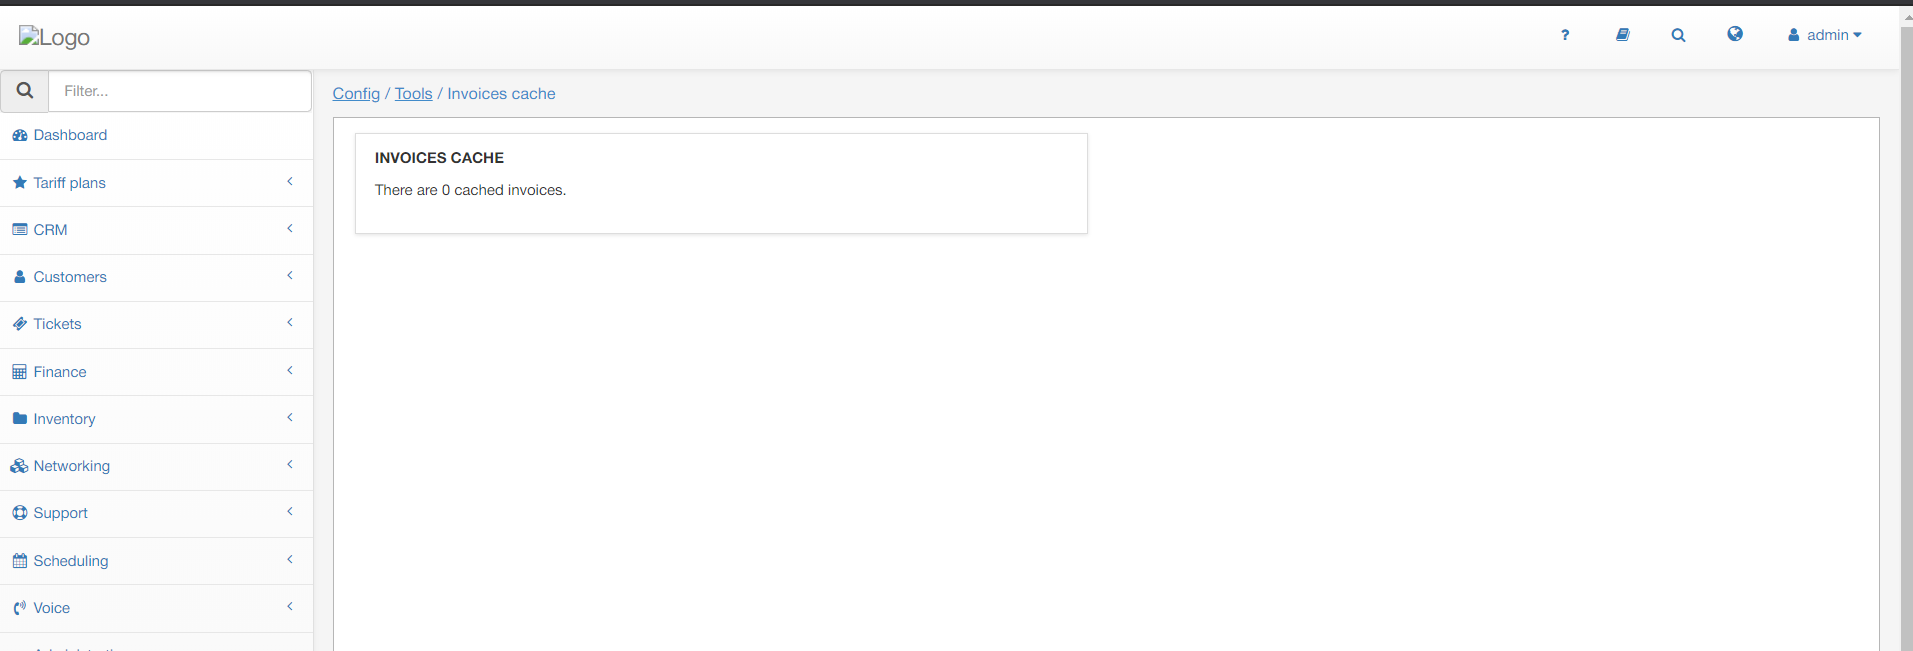 Logo
?
admin
Filter...
Config / Tools / Invoices cache
Dashboard
Tariff plans
CRM
Customers
Tickets
Finance
Inventory
Networking
Support
Scheduling
Voice
INVOICES CACHE
There are 0 cached invoices.